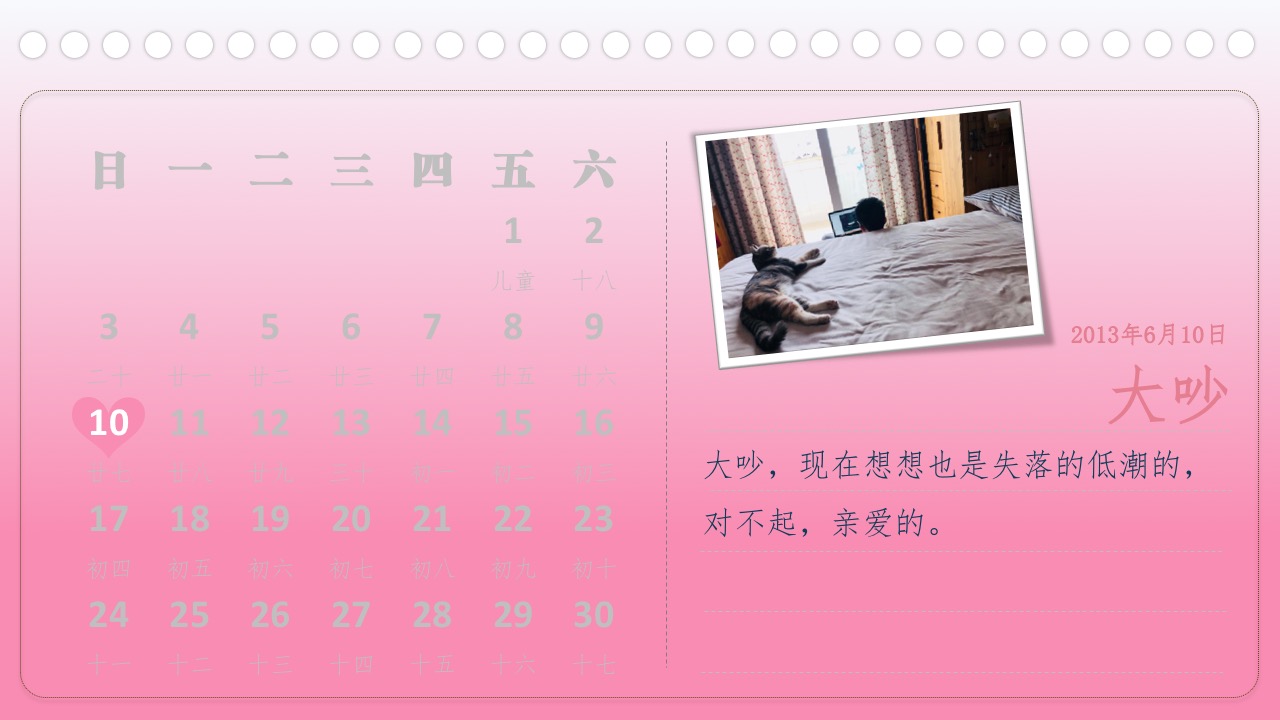 日 一 二 三 四 五 六
1 2
儿童 十八
3 4 5 6 7 8 9
二十 廿一 廿二 廿三 廿四 廿五 廿六
10 11 12 13 14 15 16
廿七 廿八 廿九 三十 初一 初二 初三
17 18 19 20 21 22 23
初四 初五 初六 初七 初八 初九 初十
24 25 26 27 28 29 30
十一 十二 十三 十四 十五 十六 十七
2013年6月10日
大吵
大吵，现在想想也是失落的低潮的，
对不起，亲爱的。